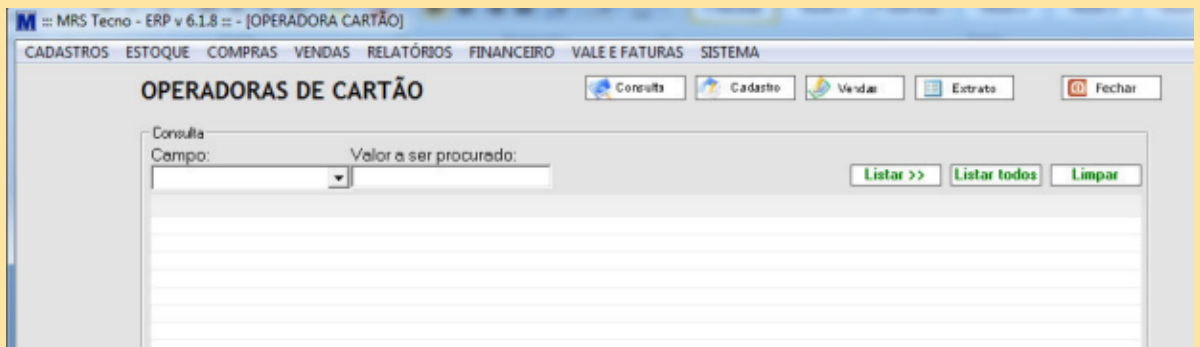 M ::: MRS Tecno - ERP v 6.1.8 ::: - [OPERADORA CARTÃO]
CADASTROS ESTOQUE COMPRAS VENDAS RELATÓRIOS FINANCEIRO VALE E FATURAS SISTEMA
OPERADORAS DE CARTÃO Consulta Cadastro Vendas Extrato Fechar
Consulta
Campo: Valor a ser procurado:
Listar >> Listar todos Limpar